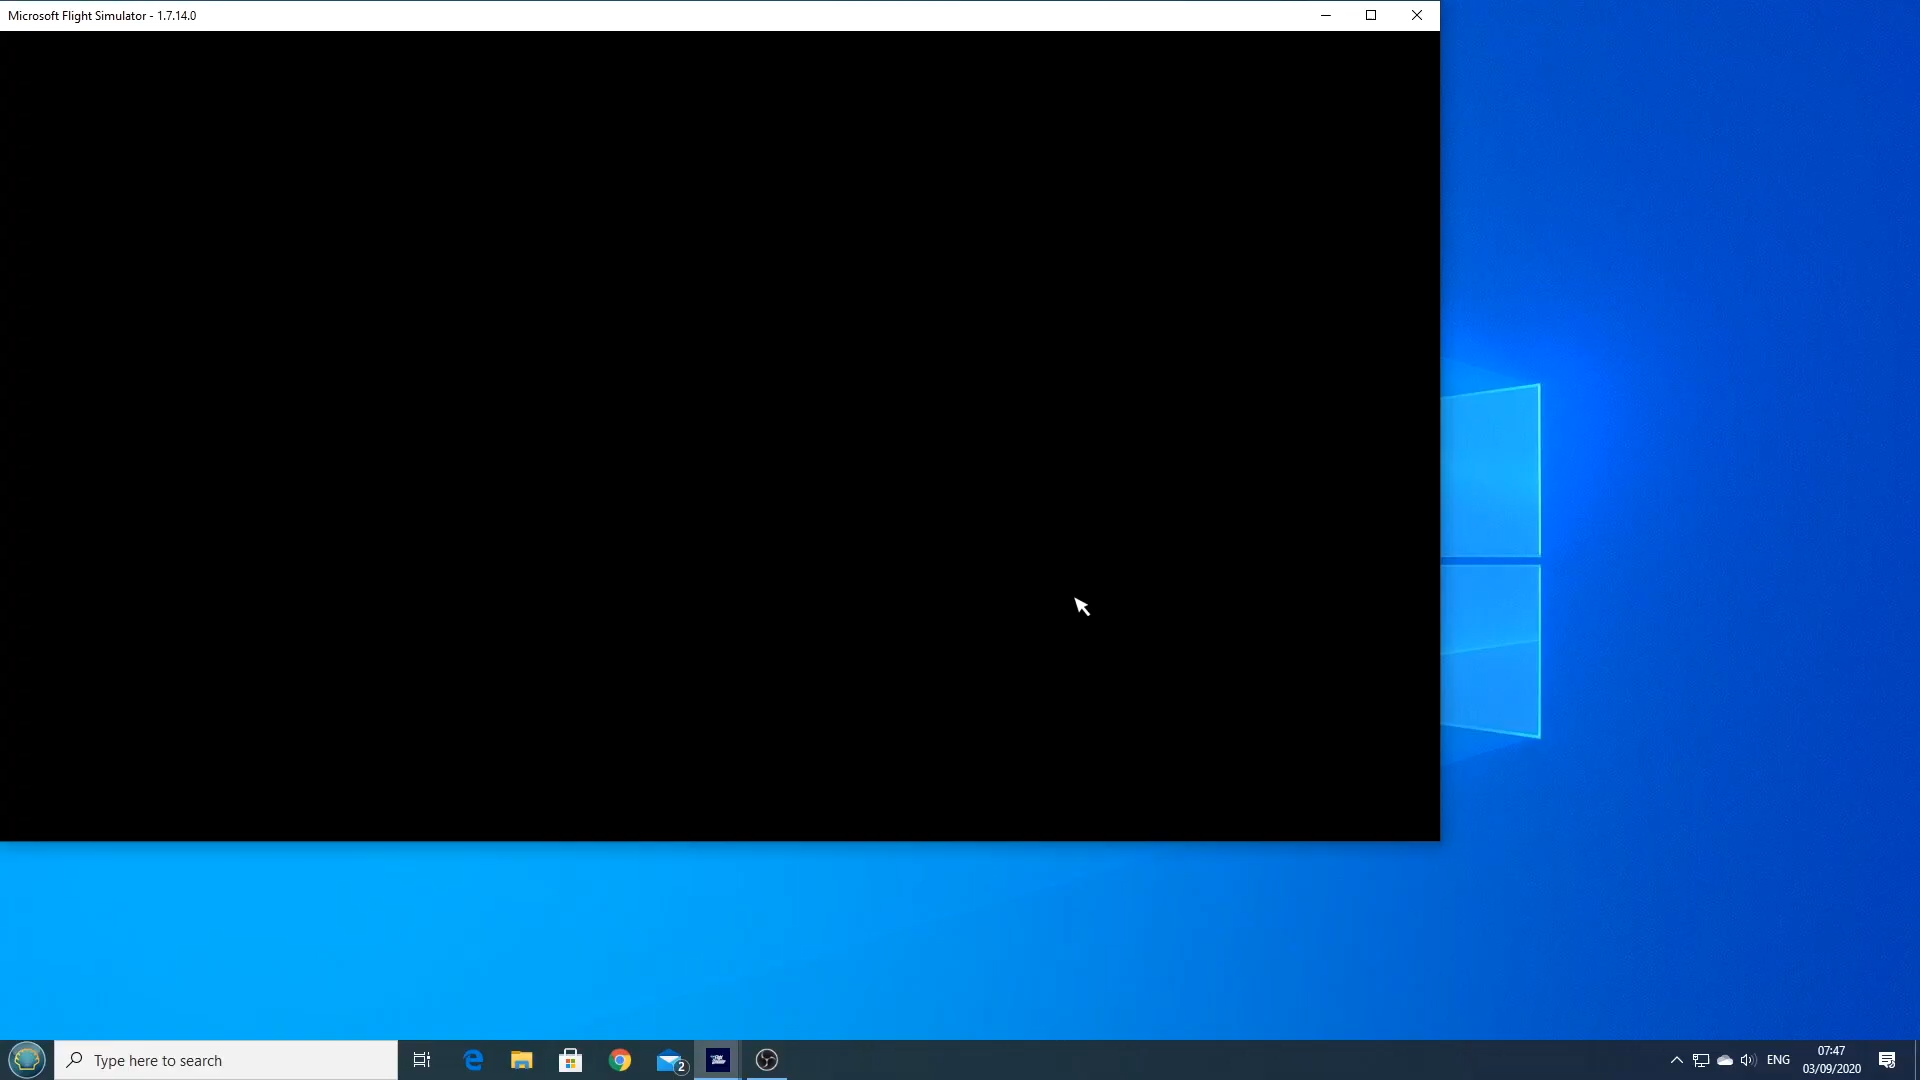 Microsoft Flight Simulator - 1.7.14.0
Type here to search
2
ENG
07:47
03/09/2020